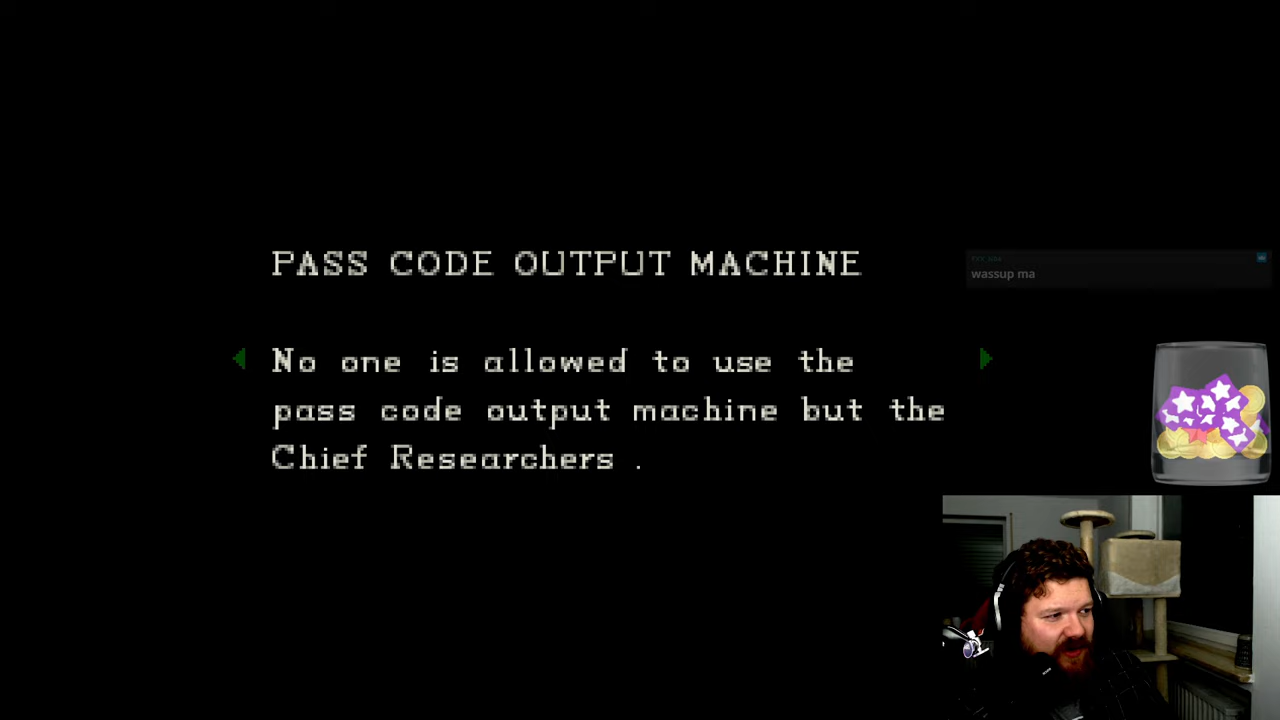 PASS CODE OUTPUT MACHINE
No one is allowed to use the
pass code output machine but the
Chief Researchers .
wassup ma